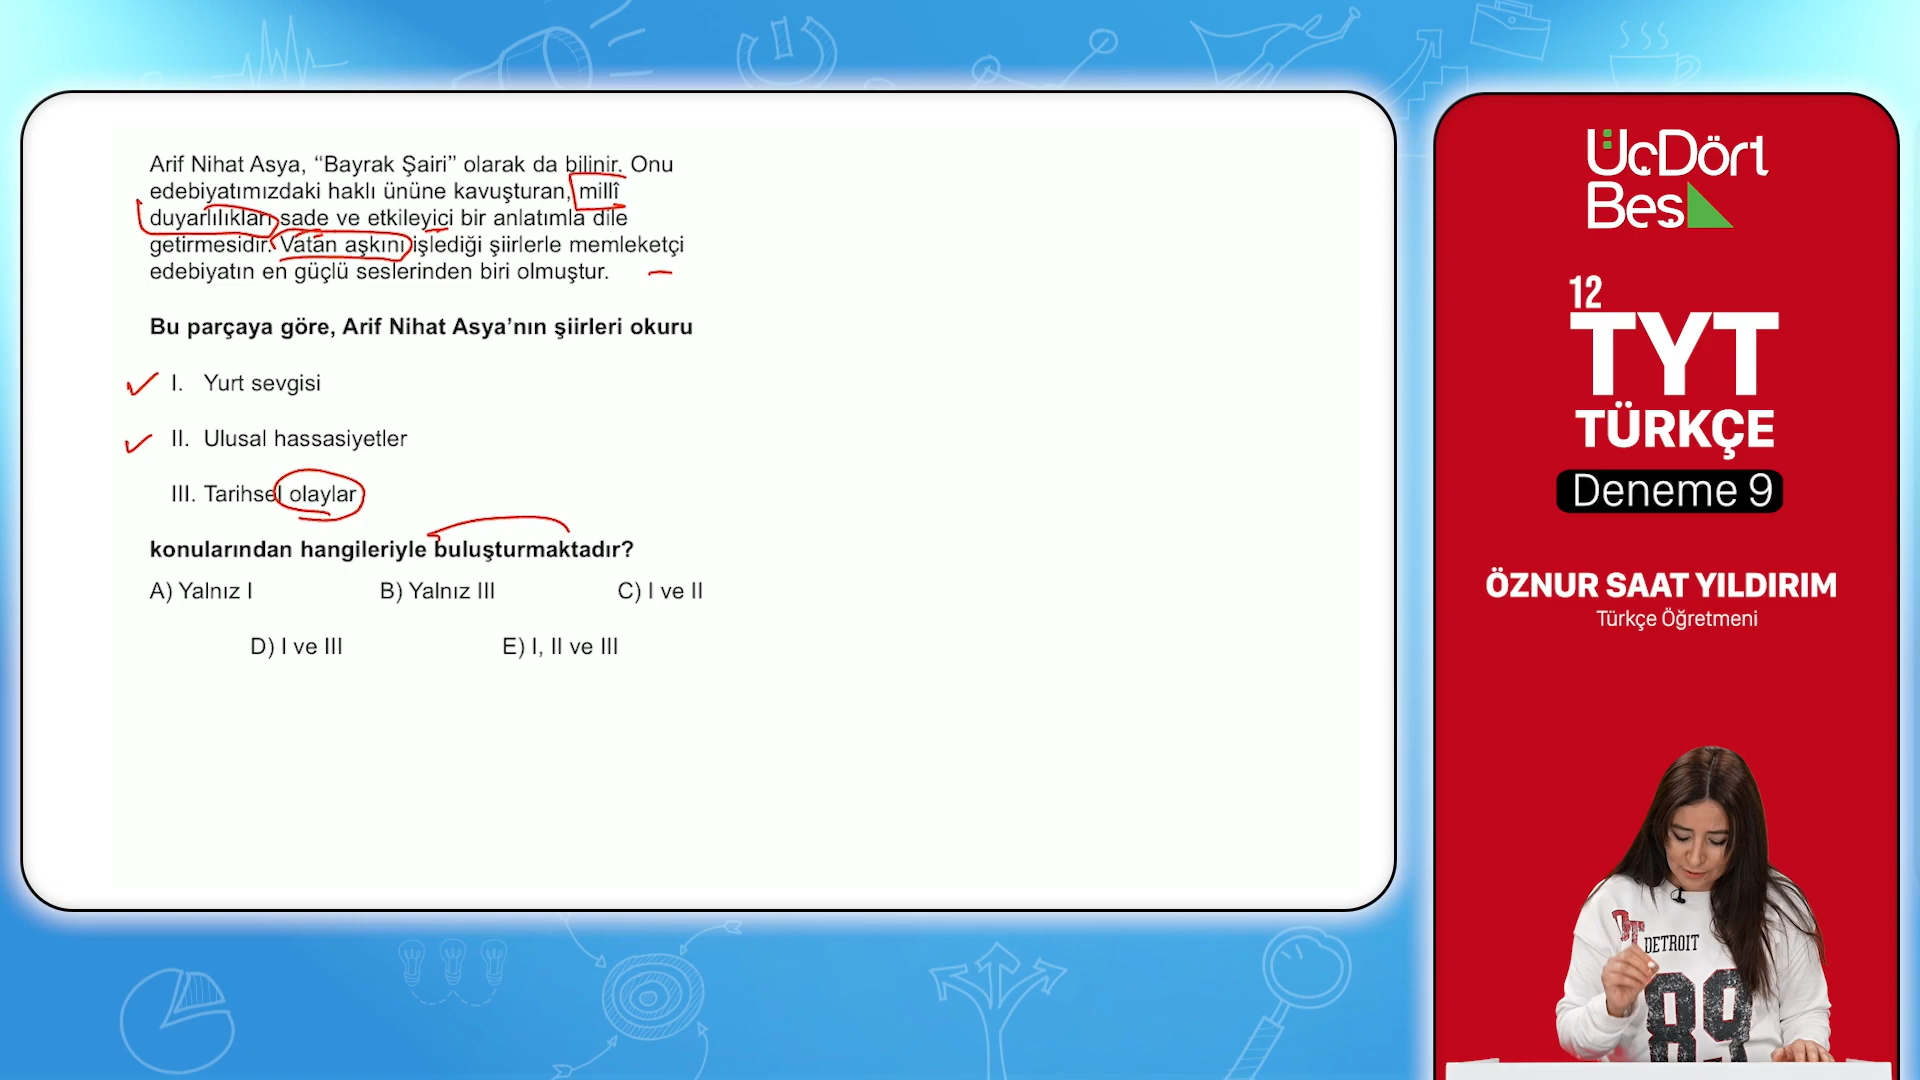 Arif Nihat Asya, “Bayrak Şairi” olarak da bilinir. Onu
edebiyatımızdaki haklı ününe kavuşturan, millî
duyarlılıkları sade ve etkileyici bir anlatımla dile
getirmesidir. Vatan aşkını işlediği şiirlerle memleketçi
edebiyatın en güçlü seslerinden biri olmuştur.
Bu parçaya göre, Arif Nihat Asya’nın şiirleri okuru
I. Yurt sevgisi
II. Ulusal hassasiyetler
III. Tarihsel olaylar
konularından hangileriyle buluşturmaktadır?
A) Yalnız I B) Yalnız III C) I ve II
D) I ve III E) I, II ve III
ÜçDört
Beş
12
TYT
TÜRKÇE
Deneme 9
ÖZNUR SAAT YILDIRIM
Türkçe Öğretmeni
DT
DETROIT
89